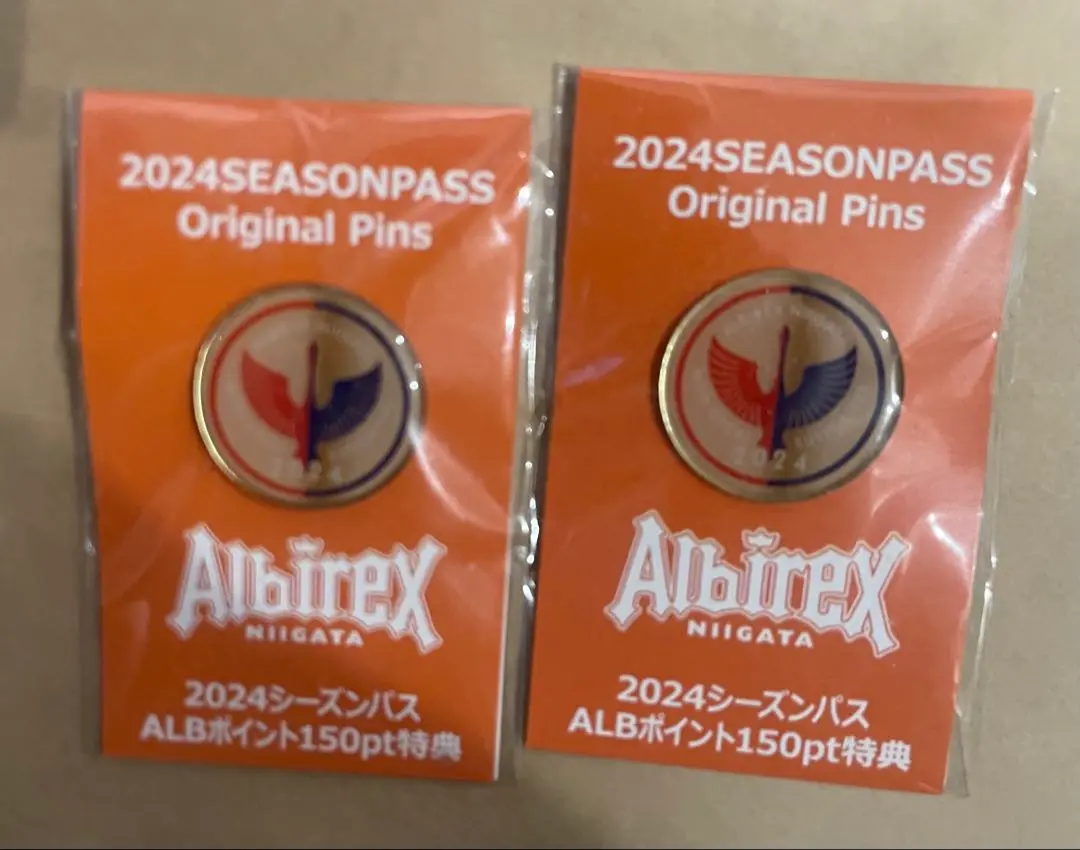 2024SEASONPASS
Original Pins
2024
Albirex
NIIGATA
2024シーズンパス
ALBポイント150pt特典
2024SEASONPASS
Original Pins
2024
Albirex
NIIGATA
2024シーズンパス
ALBポイント150pt特典